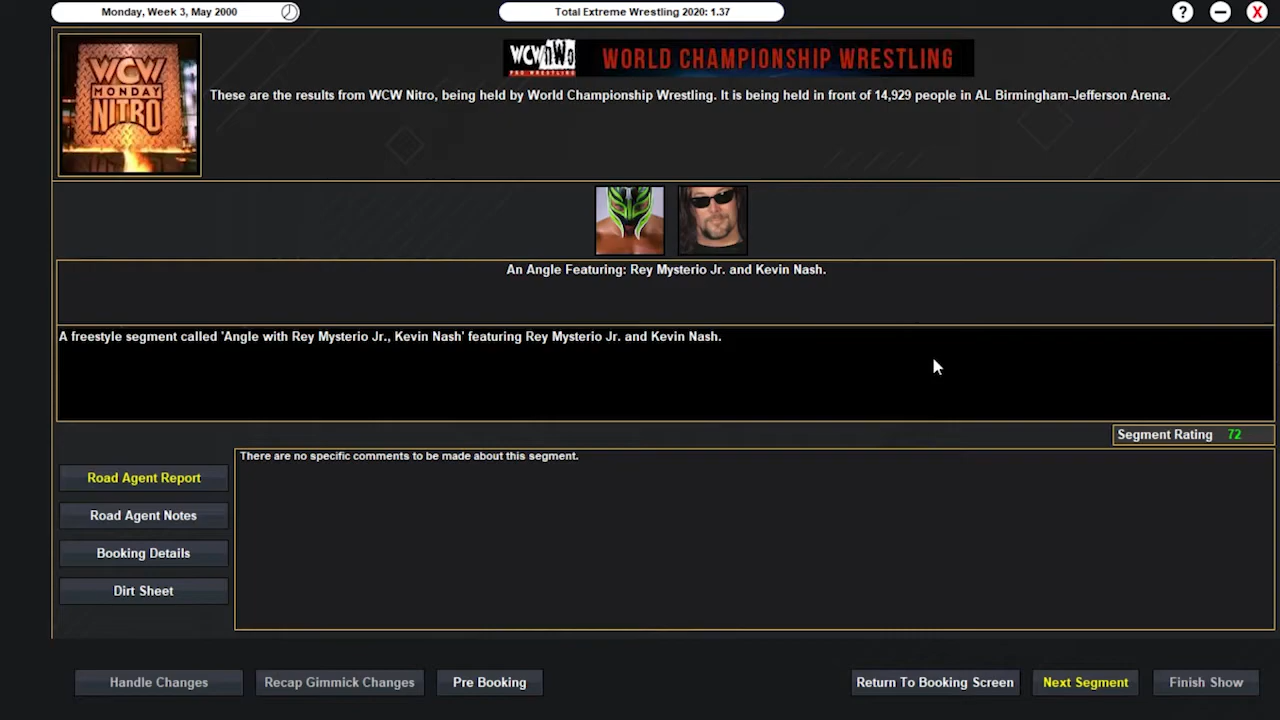 Monday, Week 3, May 2000
Total Extreme Wrestling 2020: 1.37
?
X
WCW
MONDAY
NITRO
WCW nWo
PRO WRESTLING
WORLD CHAMPIONSHIP WRESTLING
These are the results from WCW Nitro, being held by World Championship Wrestling. It is being held in front of 14,929 people in AL Birmingham-Jefferson Arena.
An Angle Featuring: Rey Mysterio Jr. and Kevin Nash.
A freestyle segment called 'Angle with Rey Mysterio Jr., Kevin Nash' featuring Rey Mysterio Jr. and Kevin Nash.
Segment Rating 72
Road Agent Report
There are no specific comments to be made about this segment.
Road Agent Notes
Booking Details
Dirt Sheet
Handle Changes
Recap Gimmick Changes
Pre Booking
Return To Booking Screen
Next Segment
Finish Show